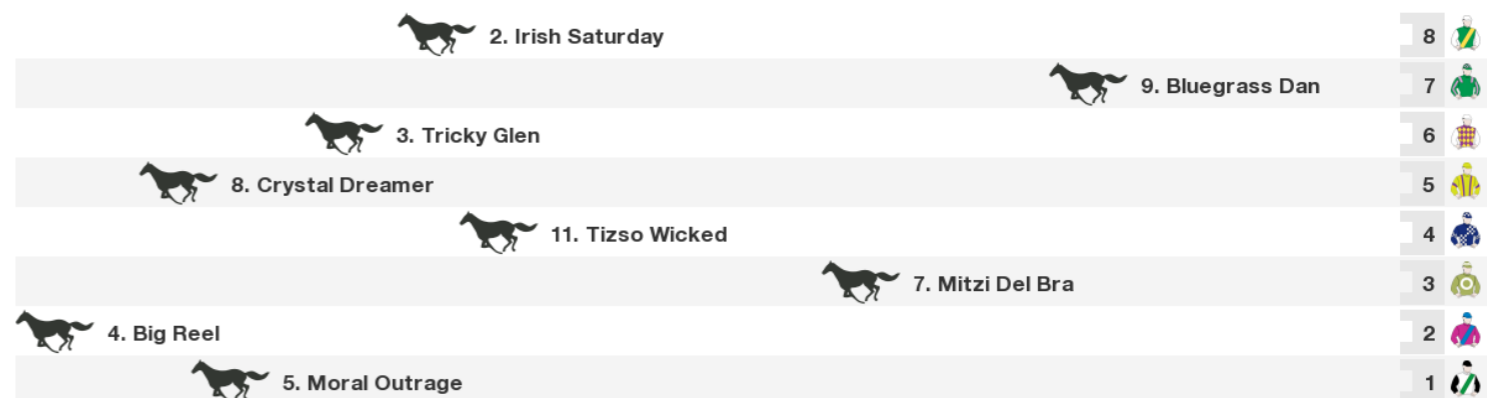 2. Irish Saturday 8
9. Bluegrass Dan 7
3. Tricky Glen 6
8. Crystal Dreamer 5
11. Tizso Wicked 4
7. Mitzi Del Bra 3
4. Big Reel 2
5. Moral Outrage 1